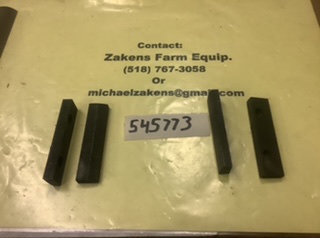 Contact:
Zakens Farm Equip.
(518) 767-3058
Or
michaelzakens@gmail.com
545773